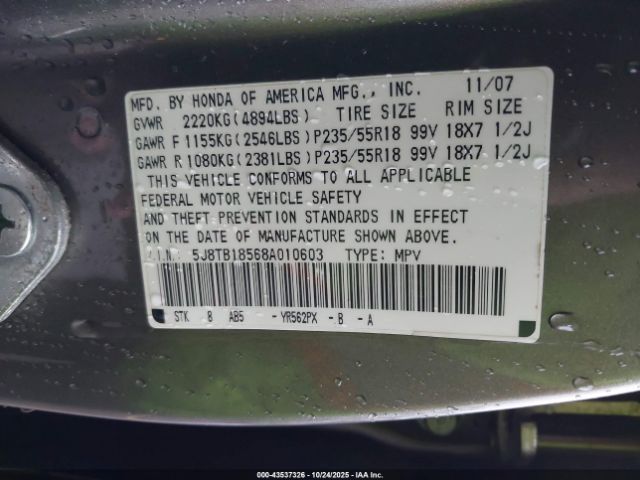 MFD. BY HONDA OF AMERICA MFG., INC. 11/07
GVWR 2220KG(4894LBS) TIRE SIZE RIM SIZE
GAWR F 1155KG(2546LBS)P235/55R18 99V 18X7 1/2J
GAWR R 1080KG(2381LBS)P235/55R18 99V 18X7 1/2J
THIS VEHICLE CONFORMS TO ALL APPLICABLE
FEDERAL MOTOR VEHICLE SAFETY
AND THEFT PREVENTION STANDARDS IN EFFECT
ON THE DATE OF MANUFACTURE SHOWN ABOVE.
V.I.N.: 5J8TB18568A010603 TYPE: MPV
STK 8 AB5 -YR562PX -B -A
000-43537326 | 10/24/2025 | IAA Inc.